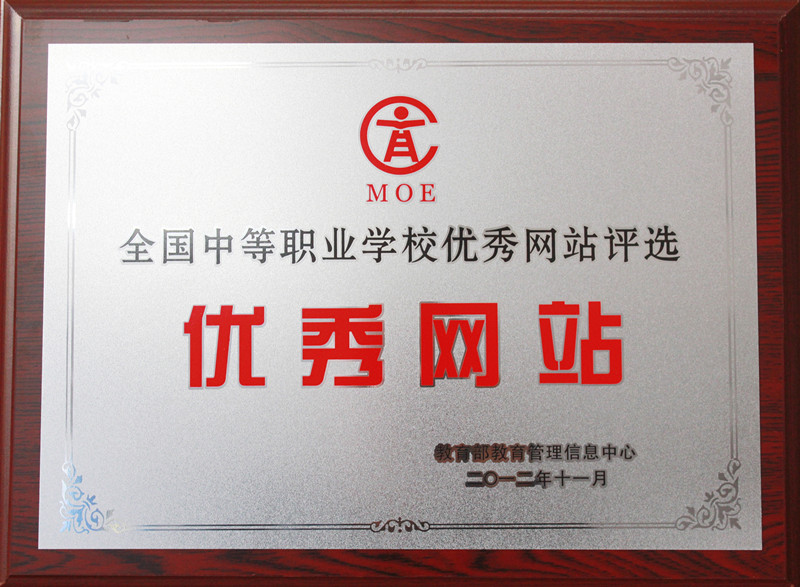 MOE
全国中等职业学校优秀网站评选
优秀网站
教育部教育管理信息中心
二〇一二年十一月